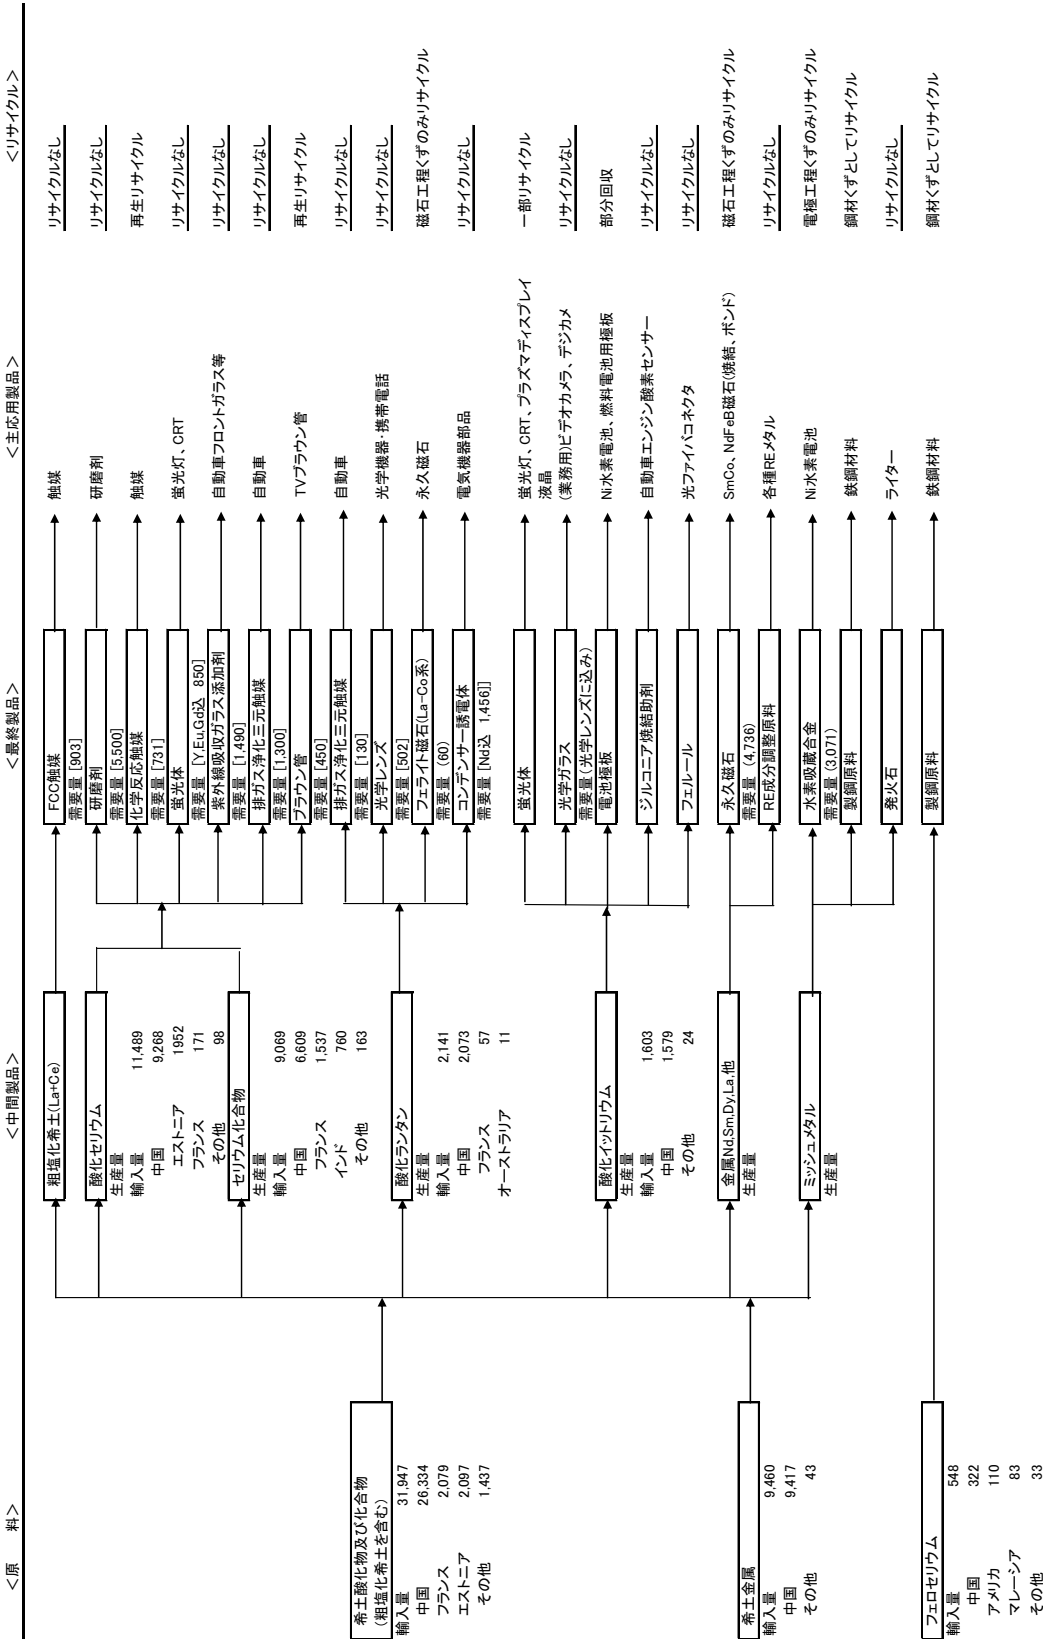 ＜原　　料＞
＜中間製品＞
＜最終製品＞
＜主応用製品＞
＜リサイクル＞
希土酸化物及び化合物
(粗塩化希土を含む)
輸入量 31,947
中国 26,334
フランス 2,079
エストニア 2,097
その他 1,437
希土金属
輸入量 9,460
中国 9,417
その他 43
フェロセリウム
輸入量 548
中国 322
アメリカ 110
マレーシア 83
その他 33
粗塩化希土(La+Ce)
酸化セリウム
生産量
輸入量 11,489
中国 9,268
エストニア 1952
フランス 171
その他 98
セリウム化合物
生産量
輸入量 9,069
中国 6,609
フランス 1,537
インド 760
その他 163
酸化ランタン
生産量
輸入量 2,141
中国 2,073
フランス 57
オーストラリア 11
酸化イットリウム
生産量
輸入量 1,603
中国 1,579
その他 24
金属Nd,Sm,Dy,La,他
生産量
ミッシュメタル
生産量
FCC触媒
需要量 [903]
研磨剤
需要量 [5,500]
化学反応触媒
需要量 [731]
蛍光体
需要量 [Y,Eu,Gd込 850]
紫外線吸収ガラス添加剤
需要量 [1,490]
排ガス浄化三元触媒
需要量 [1,300]
ブラウン管
需要量 [450]
排ガス浄化三元触媒
需要量 [130]
光学レンズ
需要量 [502]
フェライト磁石(La-Co系)
需要量 (60)
コンデンサー誘電体
需要量 [Nd込 1,456]]
蛍光体
光学ガラス
需要量(光学レンズに込み)
電池極板
ジルコニア焼結助剤
フェルール
永久磁石
需要量 (4,736)
RE成分調整原料
水素吸蔵合金
需要量 (3,071)
製鋼原料
発火石
製鋼原料
触媒
研磨剤
触媒
蛍光灯、CRT
自動車フロントガラス等
自動車
TVブラウン管
自動車
光学機器・携帯電話
永久磁石
電気機器部品
蛍光灯、CRT、プラズマディスプレイ
液晶
(業務用)ビデオカメラ、デジカメ
Ni水素電池、燃料電池用極板
自動車エンジン酸素センサー
光ファイバコネクタ
SmCo、NdFeB磁石(焼結、ボンド)
各種REメタル
Ni水素電池
鉄鋼材料
ライター
鉄鋼材料
リサイクルなし
リサイクルなし
再生リサイクル
リサイクルなし
リサイクルなし
リサイクルなし
再生リサイクル
リサイクルなし
リサイクルなし
磁石工程くずのみリサイクル
リサイクルなし
一部リサイクル
リサイクルなし
部分回収
リサイクルなし
リサイクルなし
磁石工程くずのみリサイクル
リサイクルなし
電極工程くずのみリサイクル
鋼材くずとしてリサイクル
リサイクルなし
鋼材くずとしてリサイクル